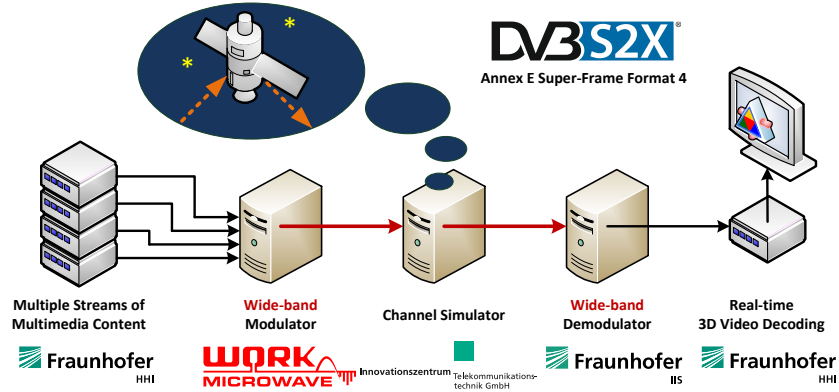 DVB S2X®
Annex E Super-Frame Format 4
Multiple Streams of
Multimedia Content
Wide-band
Modulator
Channel Simulator
Wide-band
Demodulator
Real-time
3D Video Decoding
Fraunhofer
HHI
WORK
MICROWAVE
Innovationszentrum
Telekommunikations-
technik GmbH
Fraunhofer
IIS
Fraunhofer
HHI